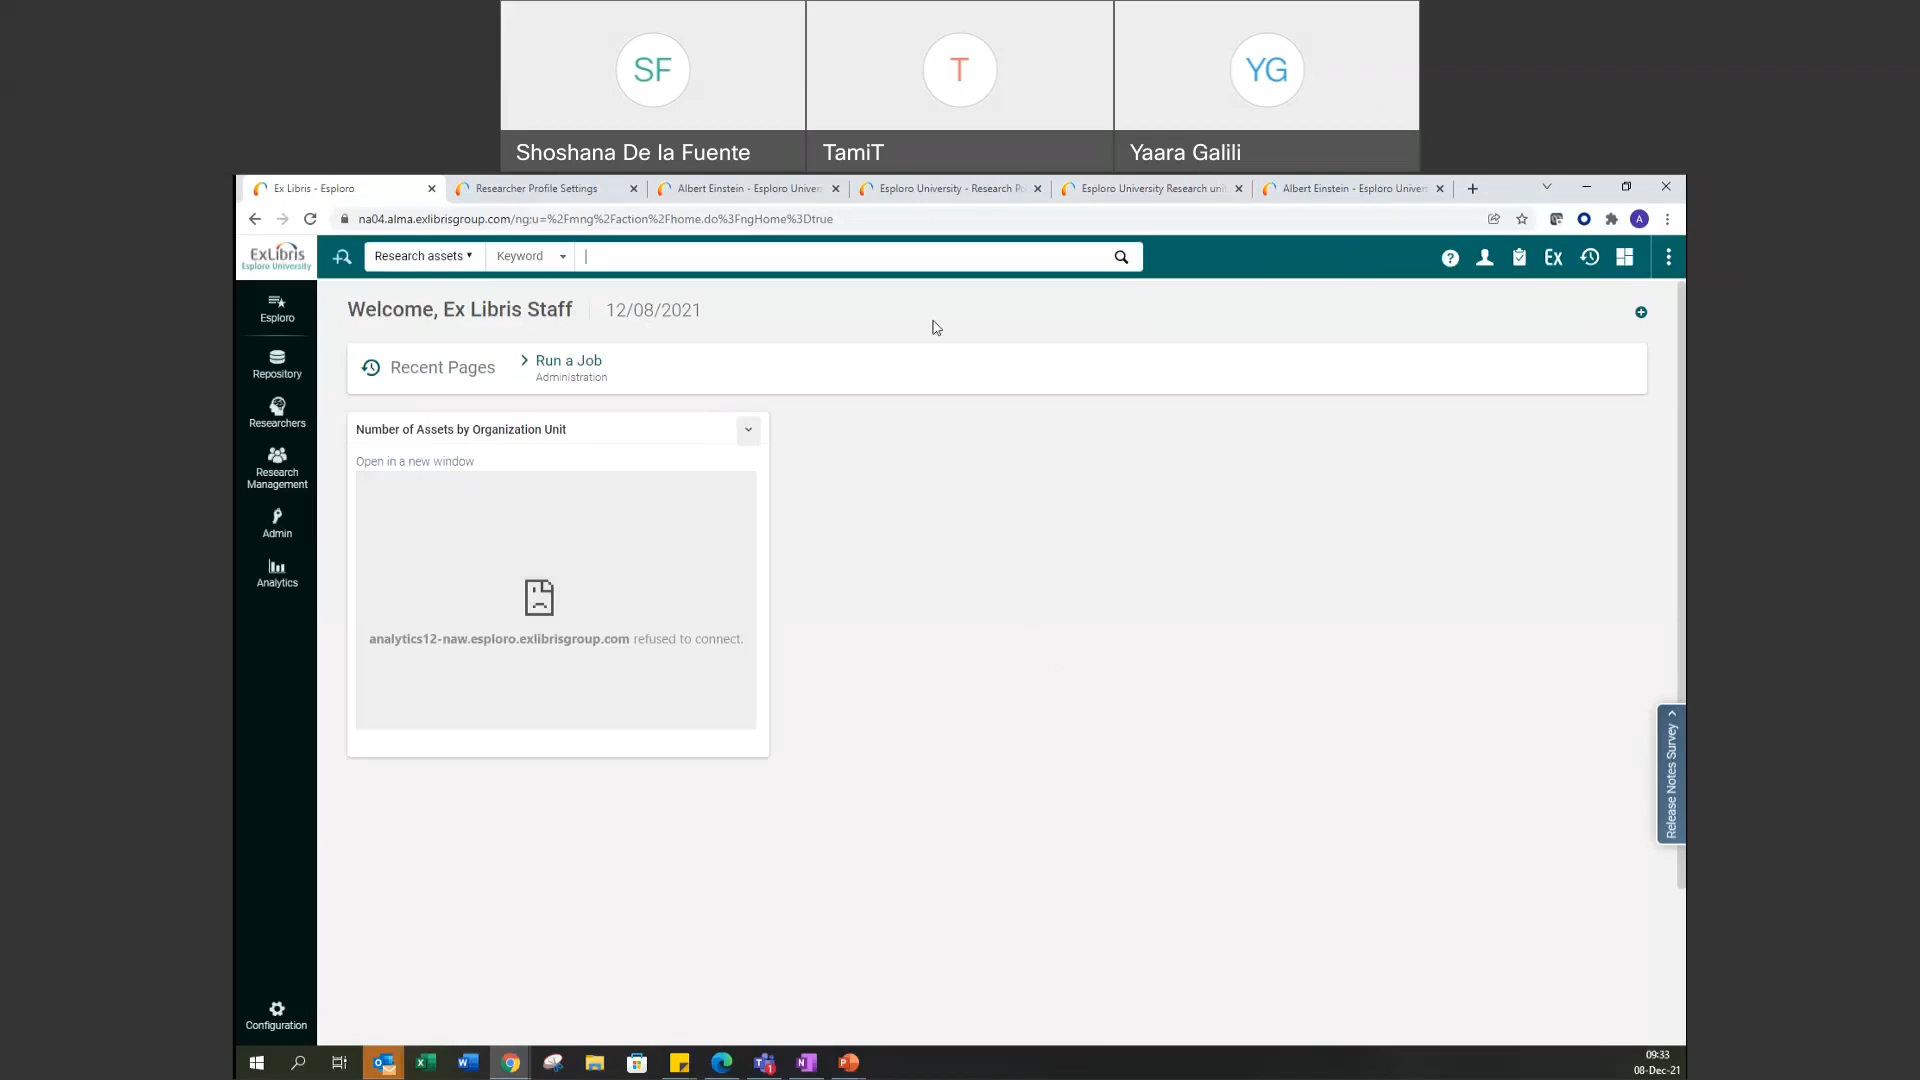 SF
T
YG
Shoshana De la Fuente
TamiT
Yaara Galili
Ex Libris - Esploro
Researcher Profile Settings
Albert Einstein - Esploro Univer
Esploro University - Research Po
Esploro University Research uni
Albert Einstein - Esploro Univer
na04.alma.exlibrisgroup.com/ng;u=%2Fmng%2Faction%2Fhome.do%3FngHome%3Dtrue
A
ExLibris
Esploro University
Research assets
Keyword
?
Ex
Esploro
Repository
Researchers
Research
Management
Admin
Analytics
Configuration
Welcome, Ex Libris Staff
12/08/2021
Recent Pages
Run a Job
Administration
Number of Assets by Organization Unit
Open in a new window
analytics12-naw.esploro.exlibrisgroup.com refused to connect.
Release Notes Survey
09:33
08-Dec-21